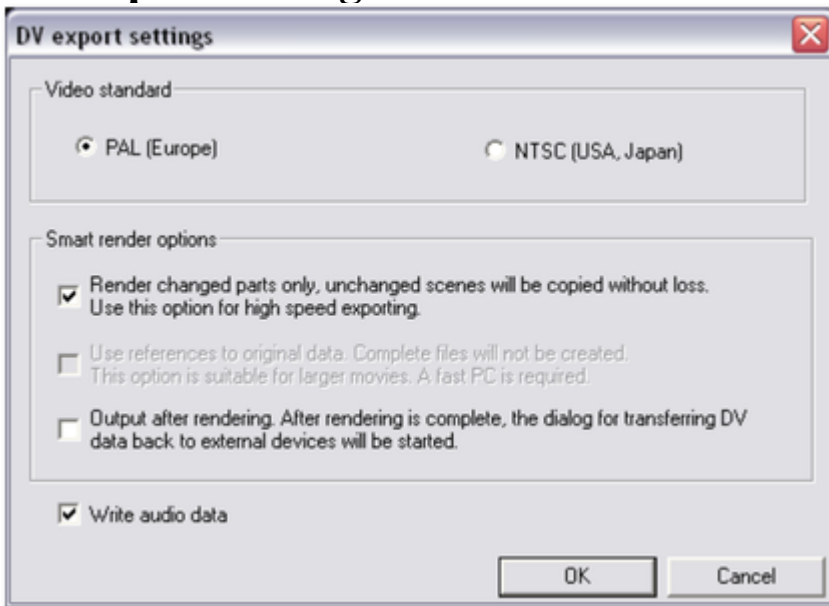 DV export settings
Video standard
PAL (Europe)
NTSC (USA, Japan)
Smart render options
Render changed parts only, unchanged scenes will be copied without loss.
Use this option for high speed exporting.
Use references to original data. Complete files will not be created.
This option is suitable for larger movies. A fast PC is required.
Output after rendering. After rendering is complete, the dialog for transferring DV
data back to external devices will be started.
Write audio data
OK
Cancel